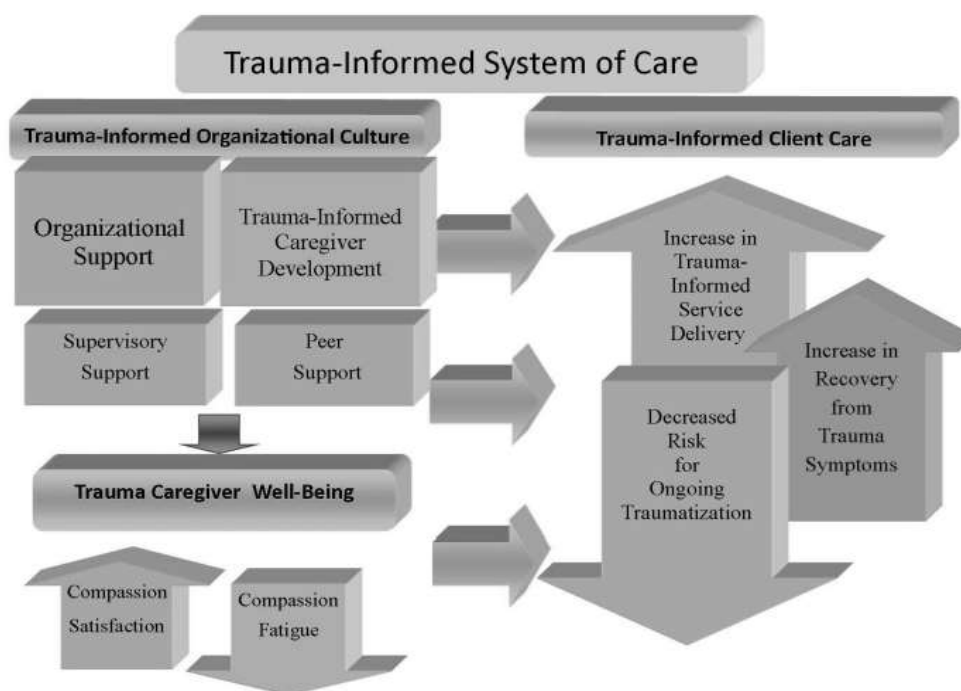 Trauma-Informed System of Care
Trauma-Informed Organizational Culture
Organizational
Support
Trauma-Informed
Caregiver
Development
Supervisory
Support
Peer
Support
Trauma Caregiver Well-Being
Compassion
Satisfaction
Compassion
Fatigue
Trauma-Informed Client Care
Increase in
Trauma-
Informed
Service
Delivery
Increase in
Recovery
from
Trauma
Symptoms
Decreased
Risk
for
Ongoing
Traumatization